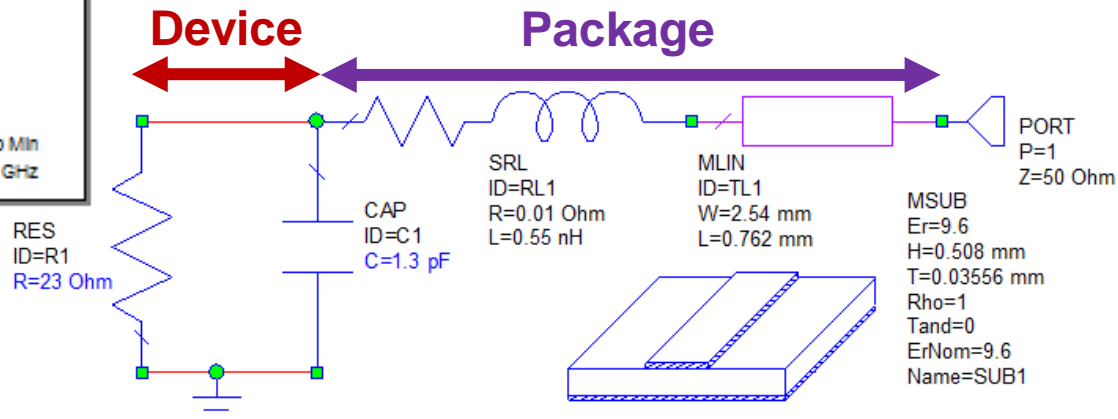 Device
Package
Min
GHz
RES
ID=R1
R=23 Ohm
CAP
ID=C1
C=1.3 pF
SRL
ID=RL1
R=0.01 Ohm
L=0.55 nH
MLIN
ID=TL1
W=2.54 mm
L=0.762 mm
PORT
P=1
Z=50 Ohm
MSUB
Er=9.6
H=0.508 mm
T=0.03556 mm
Rho=1
Tand=0
ErNom=9.6
Name=SUB1